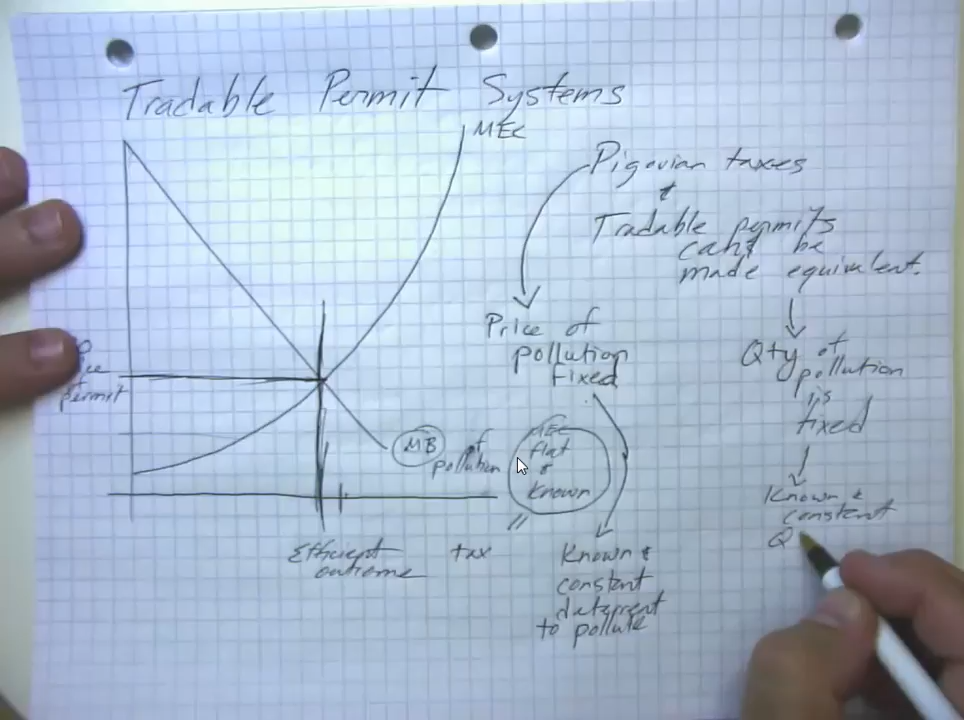 Tradable Permit Systems
MEC
Pigovian taxes
&
Tradable permits
can be
made equivalent.
Price of
pollution
fixed
Qty of
pollution
is
fixed
permit
MB of
pollution
MEC
flat
&
known
Known &
constant
Q
Efficient tax
outcome
Known &
constant
deterrent
to pollute